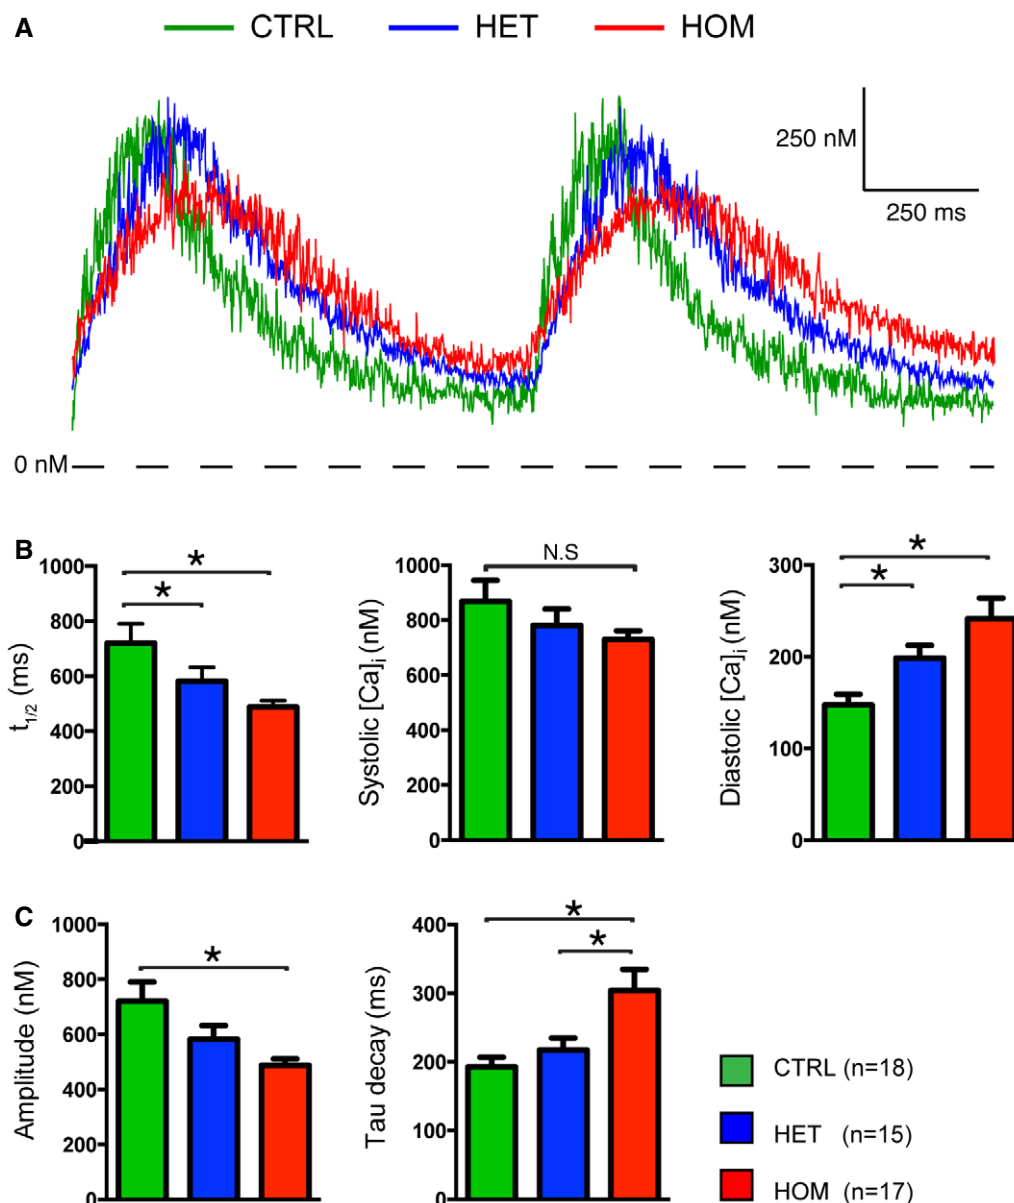 A
CTRL HET HOM
250 nM
250 ms
0 nM
B
t1/2 (ms)
1000
800
600
400
200
0
*
*
Systolic [Ca]i (nM)
1000
800
600
400
200
0
N.S
Diastolic [Ca]i (nM)
300
200
100
0
*
*
C
Amplitude (nM)
1000
800
600
400
200
0
*
Tau decay (ms)
400
300
200
100
0
*
*
CTRL (n=18)
HET (n=15)
HOM (n=17)